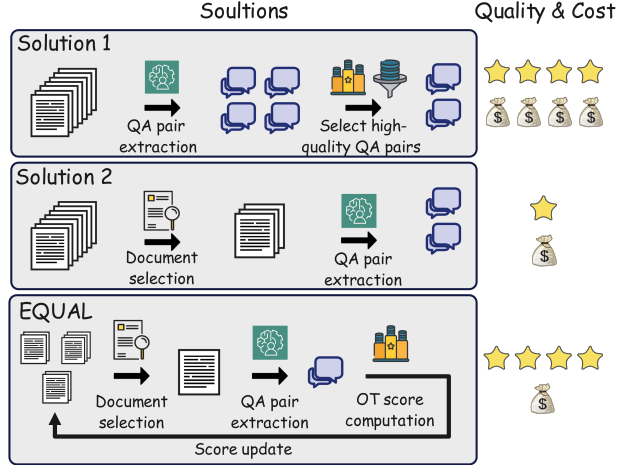 Soultions
Quality & Cost
Solution 1
QA pair
extraction
Select high-
quality QA pairs
$ $ $ $
Solution 2
Document
selection
QA pair
extraction
$
EQUAL
Document
selection
QA pair
extraction
OT score
computation
Score update
$